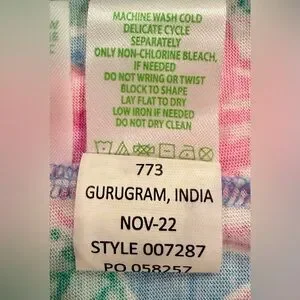 MACHINE WASH COLD
DELICATE CYCLE
SEPARATELY
ONLY NON-CHLORINE BLEACH,
IF NEEDED
DO NOT WRING OR TWIST
BLOCK TO SHAPE
LAY FLAT TO DRY
LOW IRON IF NEEDED
DO NOT DRY CLEAN
773
GURUGRAM, INDIA
NOV-22
STYLE 007287
PO 058257